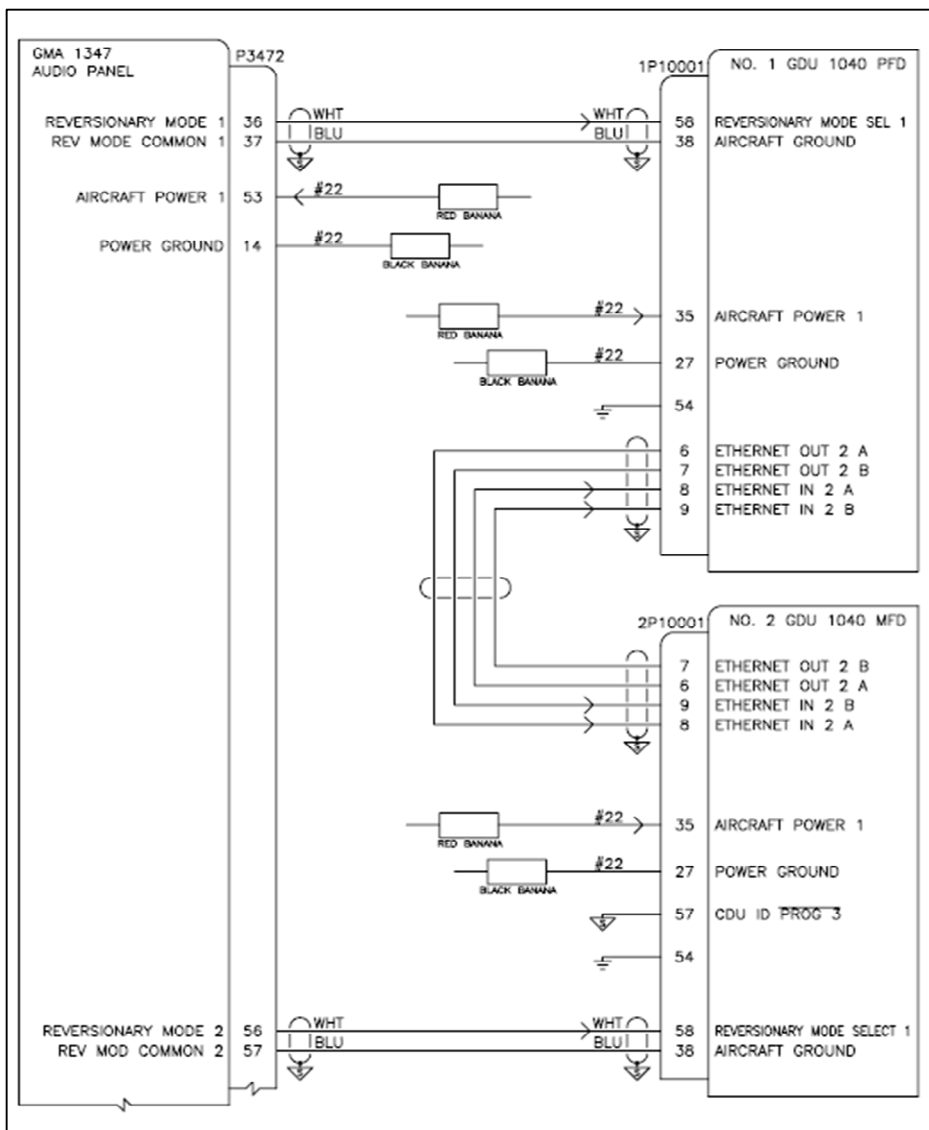 GMA 1347
AUDIO PANEL
P3472
1P10001
NO. 1 GDU 1040 PFD
REVERSIONARY MODE 1 36 WHT WHT 58 REVERSIONARY MODE SEL 1
REV MODE COMMON 1 37 BLU BLU 38 AIRCRAFT GROUND
S S
AIRCRAFT POWER 1 53 #22
RED BANANA
POWER GROUND 14 #22
BLACK BANANA
#22 35 AIRCRAFT POWER 1
RED BANANA
#22 27 POWER GROUND
BLACK BANANA
54
6 ETHERNET OUT 2 A
7 ETHERNET OUT 2 B
8 ETHERNET IN 2 A
9 ETHERNET IN 2 B
S
2P10001
NO. 2 GDU 1040 MFD
7 ETHERNET OUT 2 B
6 ETHERNET OUT 2 A
9 ETHERNET IN 2 B
8 ETHERNET IN 2 A
S
#22 35 AIRCRAFT POWER 1
RED BANANA
#22 27 POWER GROUND
BLACK BANANA
S 57 CDU ID PROG 3
54
REVERSIONARY MODE 2 56 WHT WHT 58 REVERSIONARY MODE SELECT 1
REV MOD COMMON 2 57 BLU BLU 38 AIRCRAFT GROUND
S S